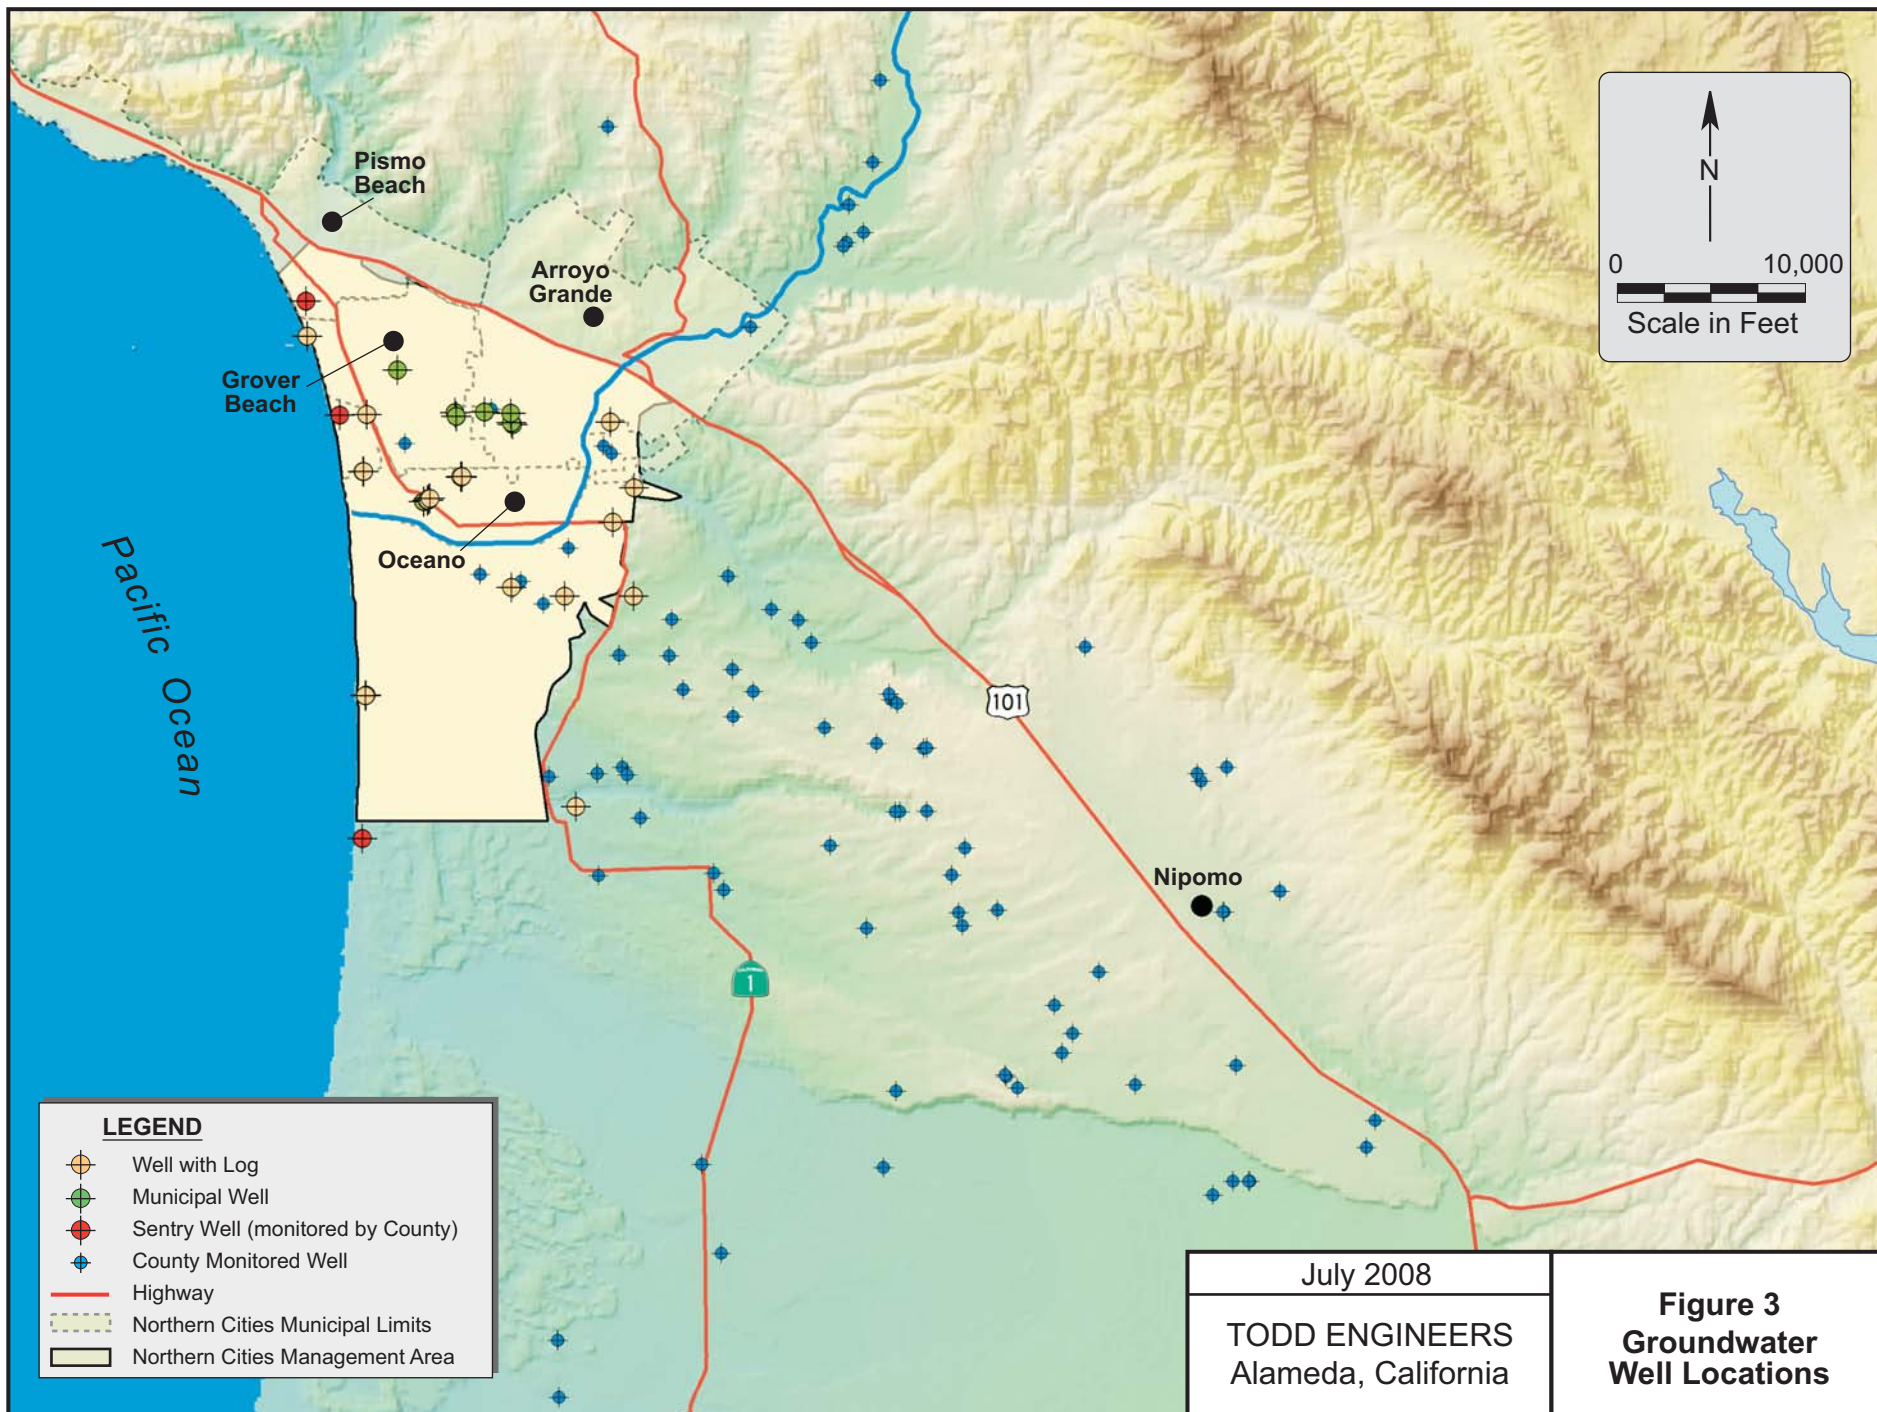 Pismo
Beach
Arroyo
Grande
Grover
Beach
Oceano
Pacific Ocean
101
Nipomo
1
N
0 10,000
Scale in Feet
LEGEND
Well with Log
Municipal Well
Sentry Well (monitored by County)
County Monitored Well
Highway
Northern Cities Municipal Limits
Northern Cities Management Area
July 2008
TODD ENGINEERS
Alameda, California
Figure 3
Groundwater
Well Locations